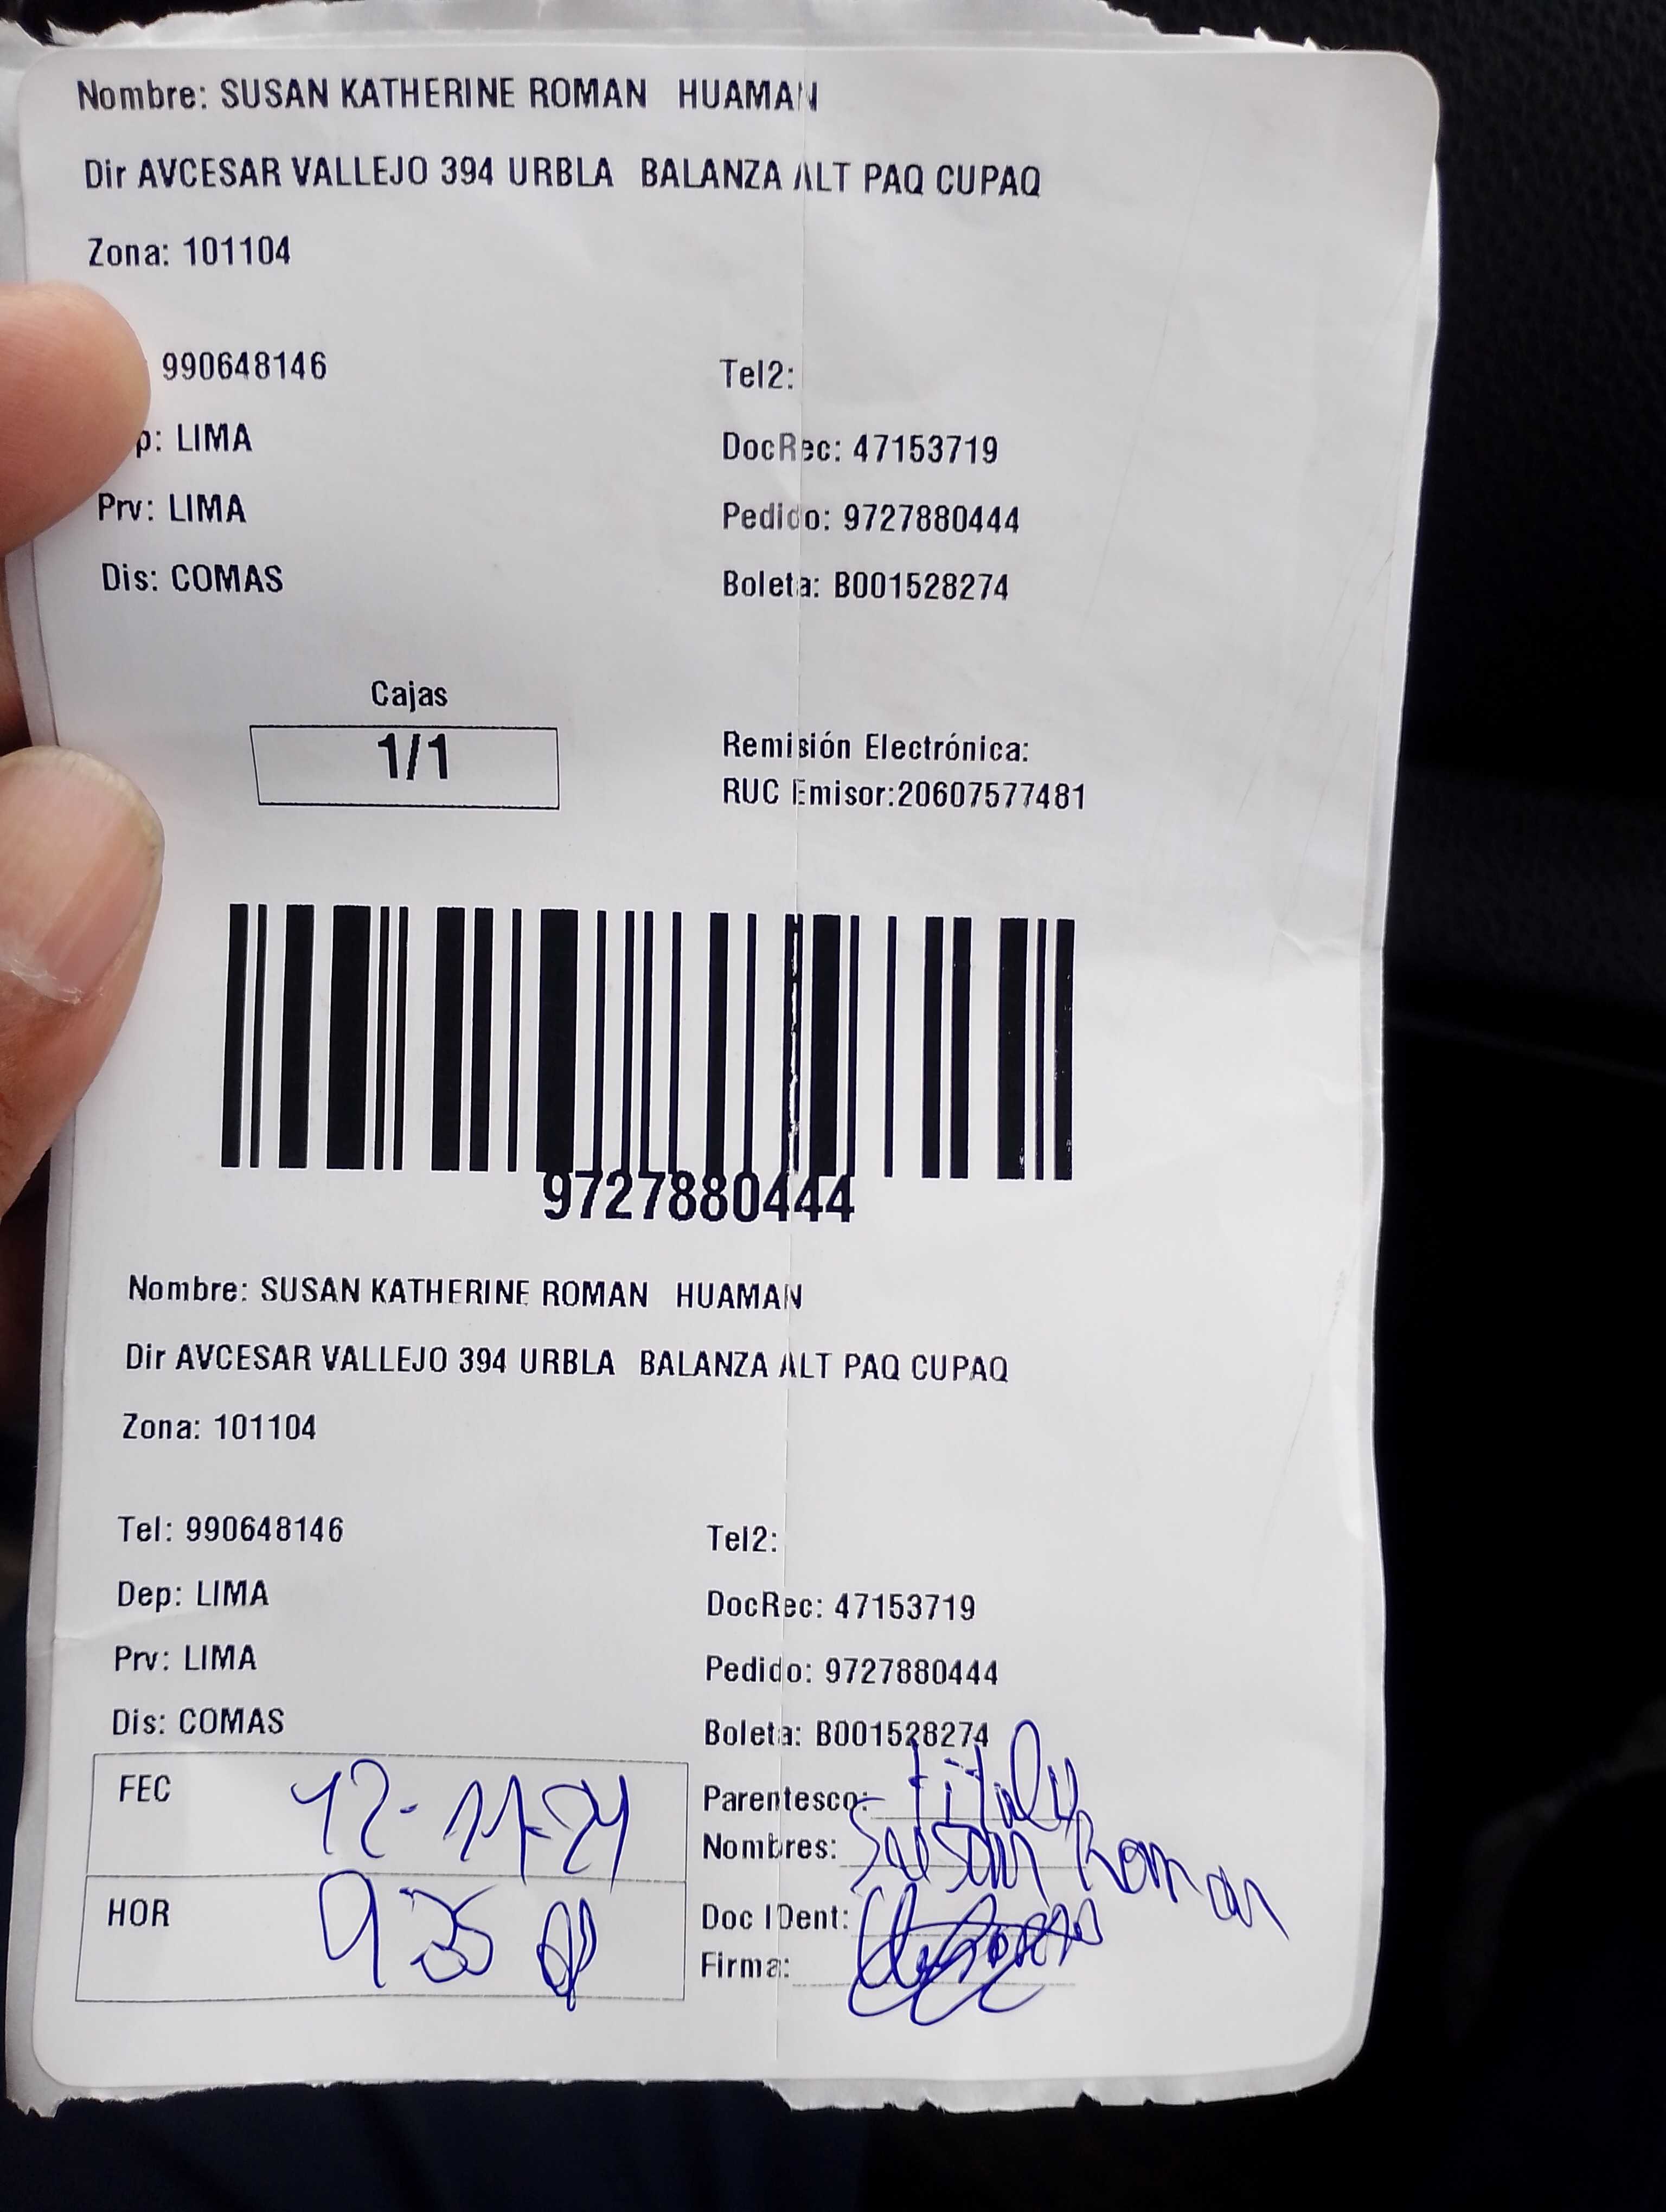 Nombre: SUSAN KATHERINE ROMAN HUAMAN
Dir AVCESAR VALLEJO 394 URBLA BALANZA ALT PAQ CUPAQ
Zona: 101104
990648146 Tel2:
p: LIMA DocRec: 47153719
Prv: LIMA Pedido: 9727880444
Dis: COMAS Boleta: B001528274
Cajas
1/1
Remisión Electrónica:
RUC Emisor:20607577481
9727880444
Nombre: SUSAN KATHERINE ROMAN HUAMAN
Dir AVCESAR VALLEJO 394 URBLA BALANZA ALT PAQ CUPAQ
Zona: 101104
Tel: 990648146 Tel2:
Dep: LIMA DocRec: 47153719
Prv: LIMA Pedido: 9727880444
Dis: COMAS Boleta: B001528274
FEC 12-11-24
HOR 9 35
Parentesco:
Nombres: Susan Roman
Doc IDent:
Firma: